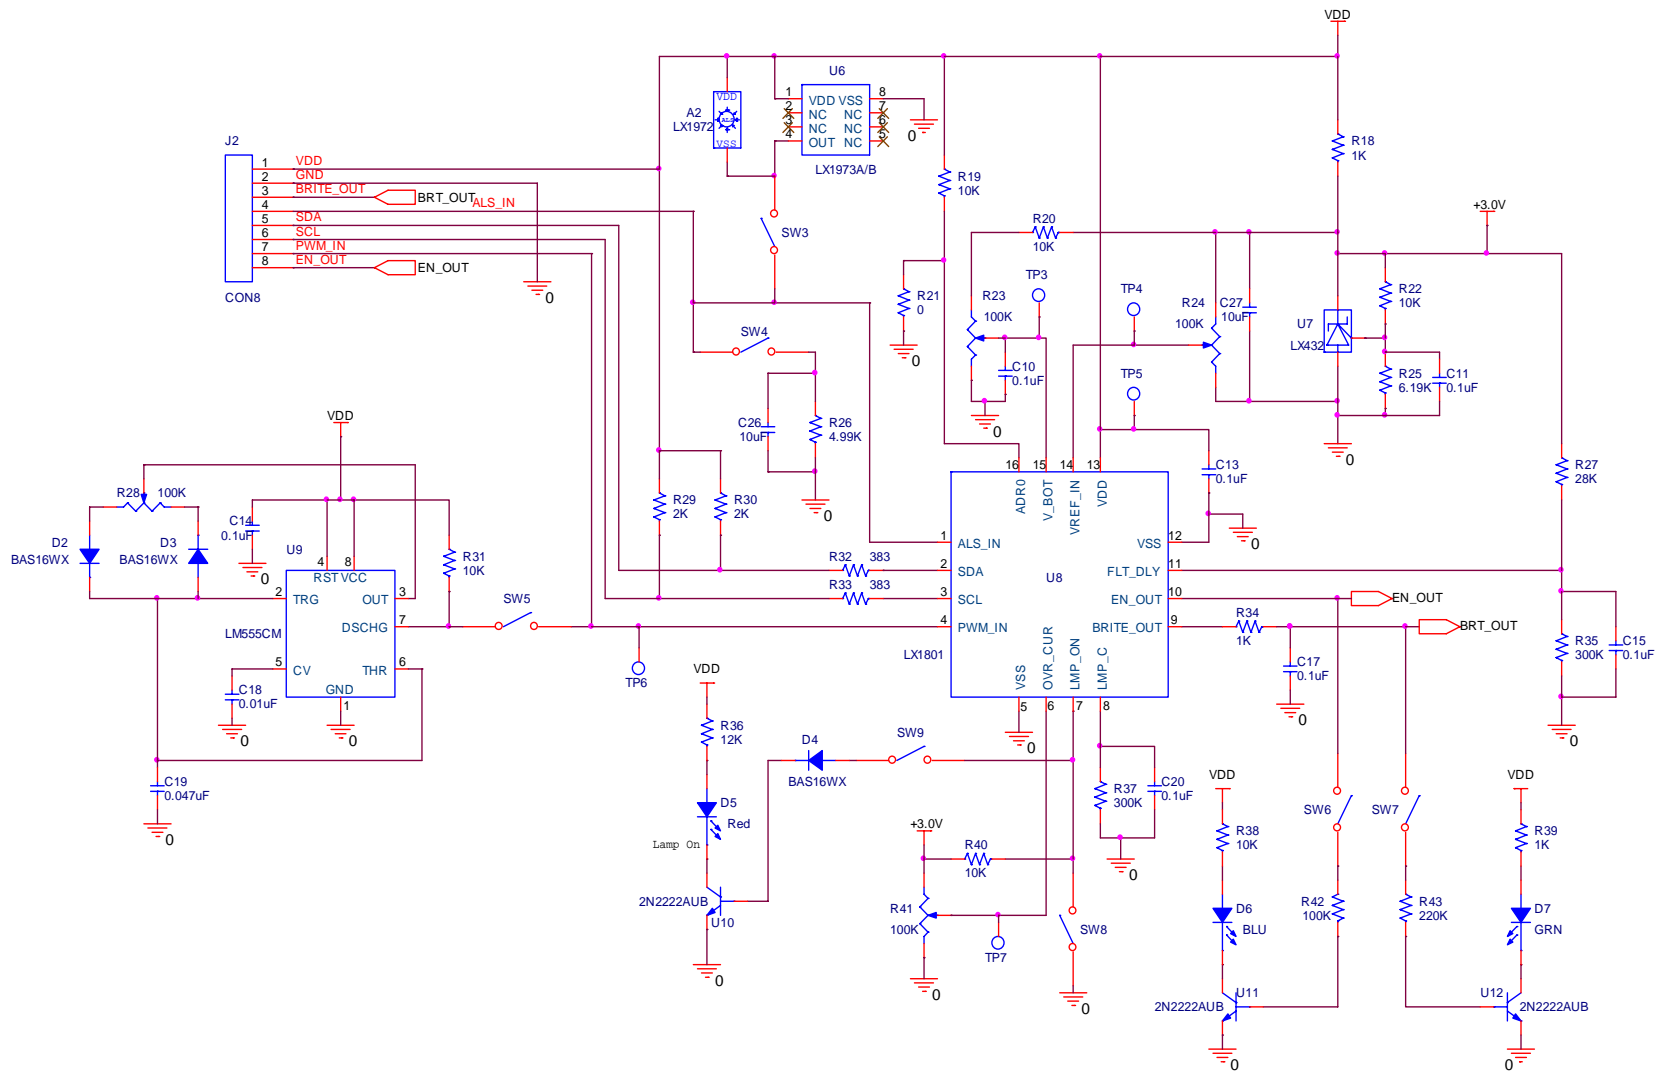 VDD
U6
1
VDD VSS
8
2
NC
NC
7
3
NC
NC
6
4
OUT
NC
5
LX1973A/B
A2
LX1972
VDD
ALS
VSS
0
J2
1
VDD
2
GND
3
BRITE_OUT
BRT_OUT
4
ALS_IN
5
SDA
6
SCL
7
PWM_IN
8
EN_OUT
EN_OUT
CON8
0
R18
1K
R19
10K
SW3
+3.0V
R20
10K
TP3
TP4
R21
0
0
R23
100K
C10
0.1uF
0
R24
100K
C27
10uF
U7
LX432
R22
10K
R25
6.19K
C11
0.1uF
0
TP5
SW4
C26
10uF
R26
4.99K
0
VDD
R28
100K
D2
BAS16WX
D3
BAS16WX
C14
0.1uF
0
U9
4
8
RST VCC
2
TRG
OUT
3
DSCHG
7
LM555CM
5
CV
THR
6
GND
1
0
R31
10K
C18
0.01uF
0
C19
0.047uF
0
SW5
R29
2K
R30
2K
R32
383
R33
383
TP6
16
15
14
13
ADR0
V_BOT
VREF_IN
VDD
1
ALS_IN
VSS
12
2
SDA
FLT_DLY
11
U8
3
SCL
EN_OUT
10
4
PWM_IN
BRITE_OUT
9
LX1801
VSS
OVR_CUR
LMP_ON
LMP_C
5
6
7
8
0
C13
0.1uF
0
R27
28K
EN_OUT
R34
1K
BRT_OUT
C17
0.1uF
0
R35
300K
C15
0.1uF
0
VDD
R36
12K
D4
BAS16WX
SW9
D5
Red
Lamp On
2N2222AUB
U10
0
R37
300K
C20
0.1uF
0
+3.0V
R40
10K
R41
100K
TP7
0
SW8
0
VDD
R38
10K
SW6
SW7
VDD
R39
1K
D6
BLU
R42
100K
R43
220K
D7
GRN
U11
2N2222AUB
0
U12
2N2222AUB
0